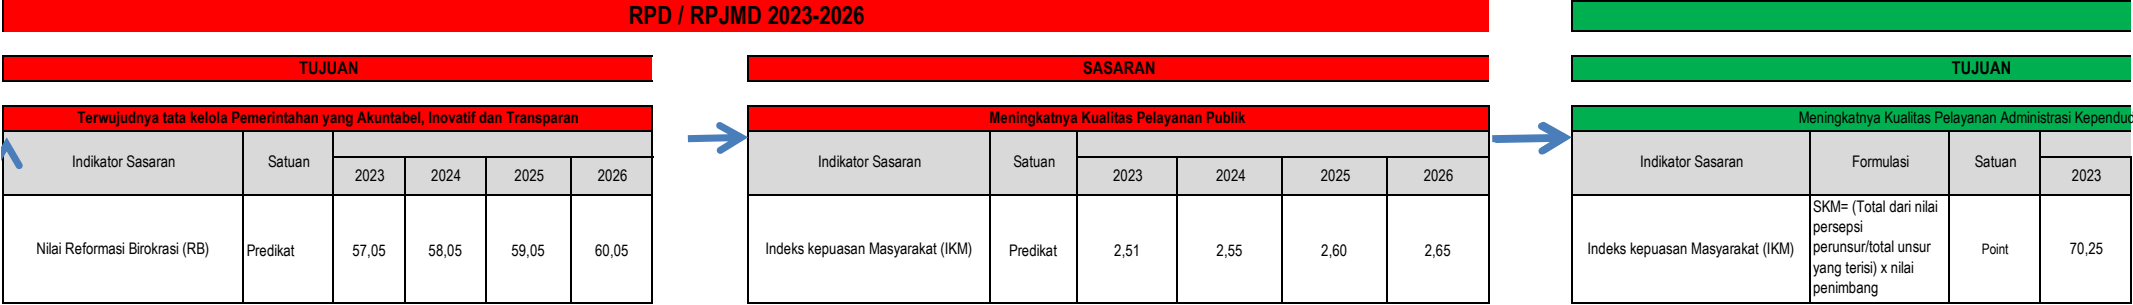 RPD / RPJMD 2023-2026
TUJUAN
SASARAN
TUJUAN
Terwujudnya tata kelola Pemerintahan yang Akuntabel, Inovatif dan Transparan
Indikator Sasaran
Satuan
2023
2024
2025
2026
Nilai Reformasi Birokrasi (RB)
Predikat
57,05
58,05
59,05
60,05
Meningkatnya Kualitas Pelayanan Publik
Indikator Sasaran
Satuan
2023
2024
2025
2026
Indeks kepuasan Masyarakat (IKM)
Predikat
2,51
2,55
2,60
2,65
Meningkatnya Kualitas Pelayanan Administrasi Kependuc
Indikator Sasaran
Formulasi
Satuan
2023
Indeks kepuasan Masyarakat (IKM)
SKM= (Total dari nilai
persepsi
perunsur/total unsur
yang terisi) x nilai
penimbang
Point
70,25